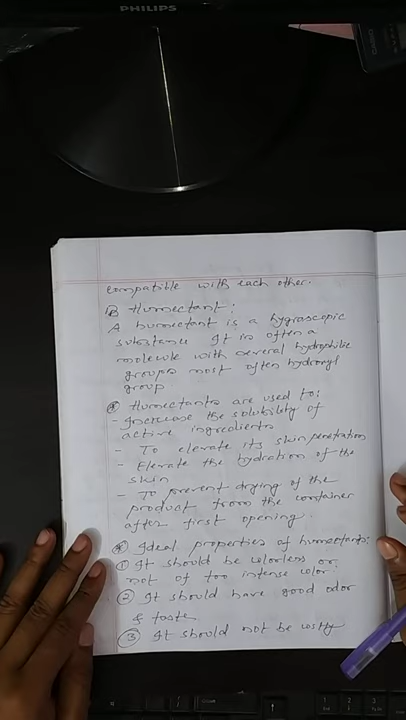 PHILIPS
compatible with each other.
B Humectant:
A humectant is a hygroscopic
substance It is often a
molecule with several hydrophilic
groups most often hydroxyl
group.
* Humectants are used to:
- Increase the solubility of
active ingredients
- To elevate its skin penetration
- Elevate the hydration of the
skin
- To prevent drying of the
product from the container
after first opening.
* Ideal properties of humectants:
① It should be colorless or
not of too intense color.
② It should have good odor
& taste
③ It should not be costly